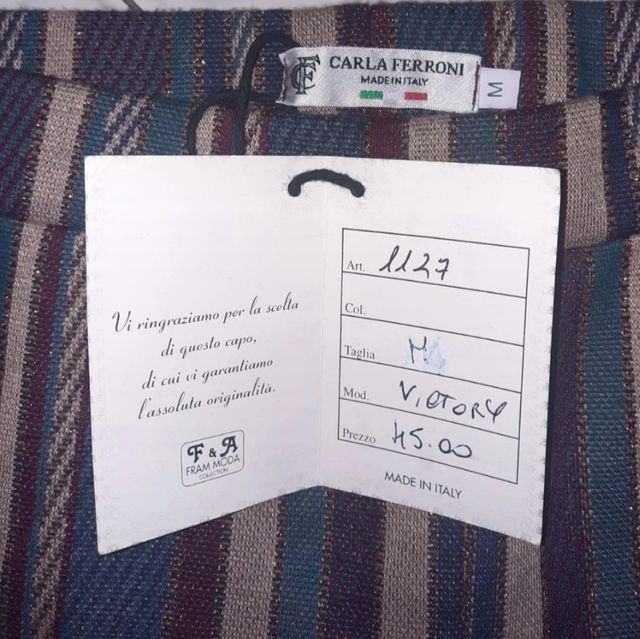 CARLA FERRONI
MADE IN ITALY
M
Vi ringraziamo per la scelta
di questo capo,
di cui vi garantiamo
l'assoluta originalità.
F & A
FRAM MODA
COLLECTION
Art. 1127
Col.
Taglia M
Mod. VICTORY
Prezzo 45.00
MADE IN ITALY